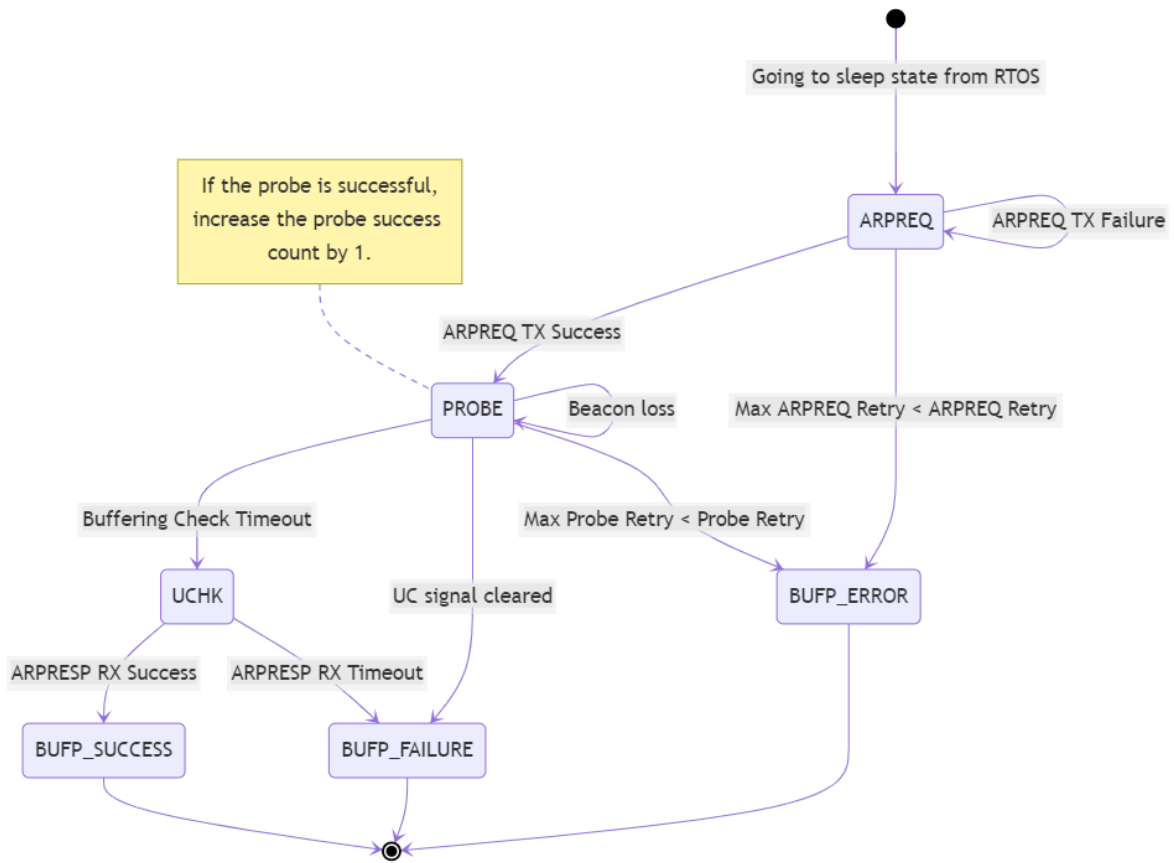 Going to sleep state from RTOS
If the probe is successful,
increase the probe success
count by 1.
ARPREQ
ARPREQ TX Failure
ARPREQ TX Success
PROBE
Beacon loss
Max ARPREQ Retry < ARPREQ Retry
Buffering Check Timeout
Max Probe Retry < Probe Retry
UCHK
UC signal cleared
BUFP_ERROR
ARPRESP RX Success
ARPRESP RX Timeout
BUFP_SUCCESS
BUFP_FAILURE